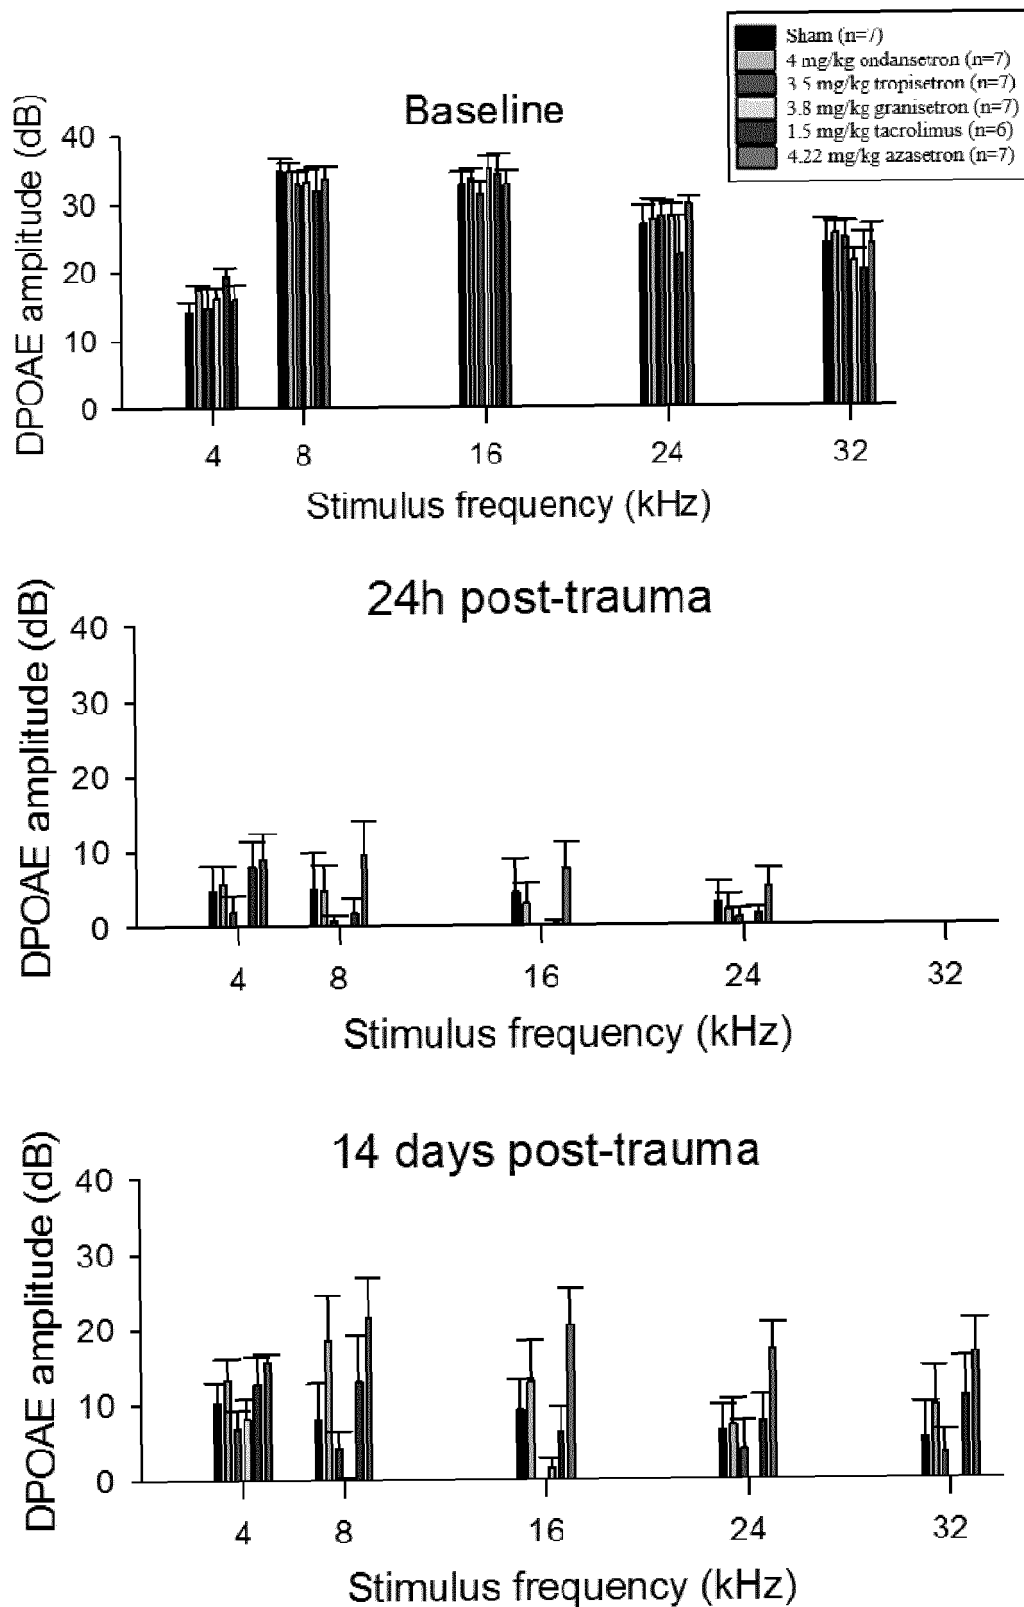 Sham (n=7)
4 mg/kg ondansetron (n=7)
3.5 mg/kg tropisetron (n=7)
3.8 mg/kg granisetron (n=7)
1.5 mg/kg tacrolimus (n=6)
4.22 mg/kg azasetron (n=7)
Baseline
DPOAE amplitude (dB)
40
30
20
10
0
4
8
16
24
32
Stimulus frequency (kHz)
24h post-trauma
DPOAE amplitude (dB)
40
30
20
10
0
4
8
16
24
32
Stimulus frequency (kHz)
14 days post-trauma
DPOAE amplitude (dB)
40
30
20
10
0
4
8
16
24
32
Stimulus frequency (kHz)